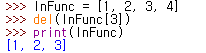 >>> lnFunc = [1, 2, 3, 4]
>>> del(lnFunc[3])
>>> print(lnFunc)
[1, 2, 3]